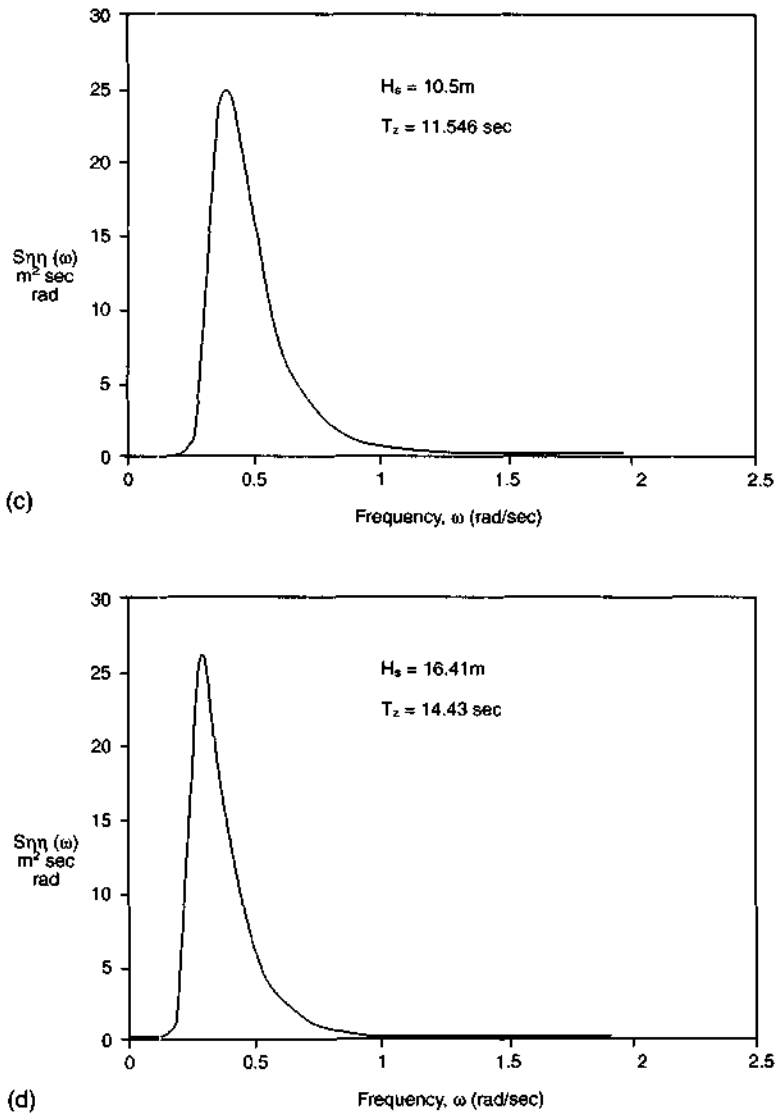 30
25
20
15
10
5
0
Sηη (ω)
m² sec
rad
Hₛ = 10.5m
T_z = 11.546 sec
0 0.5 1 1.5 2 2.5
Frequency, ω (rad/sec)
(c)
30
25
20
15
10
5
0
Sηη (ω)
m² sec
rad
Hₛ = 16.41m
T_z = 14.43 sec
0 0.5 1 1.5 2 2.5
Frequency, ω (rad/sec)
(d)